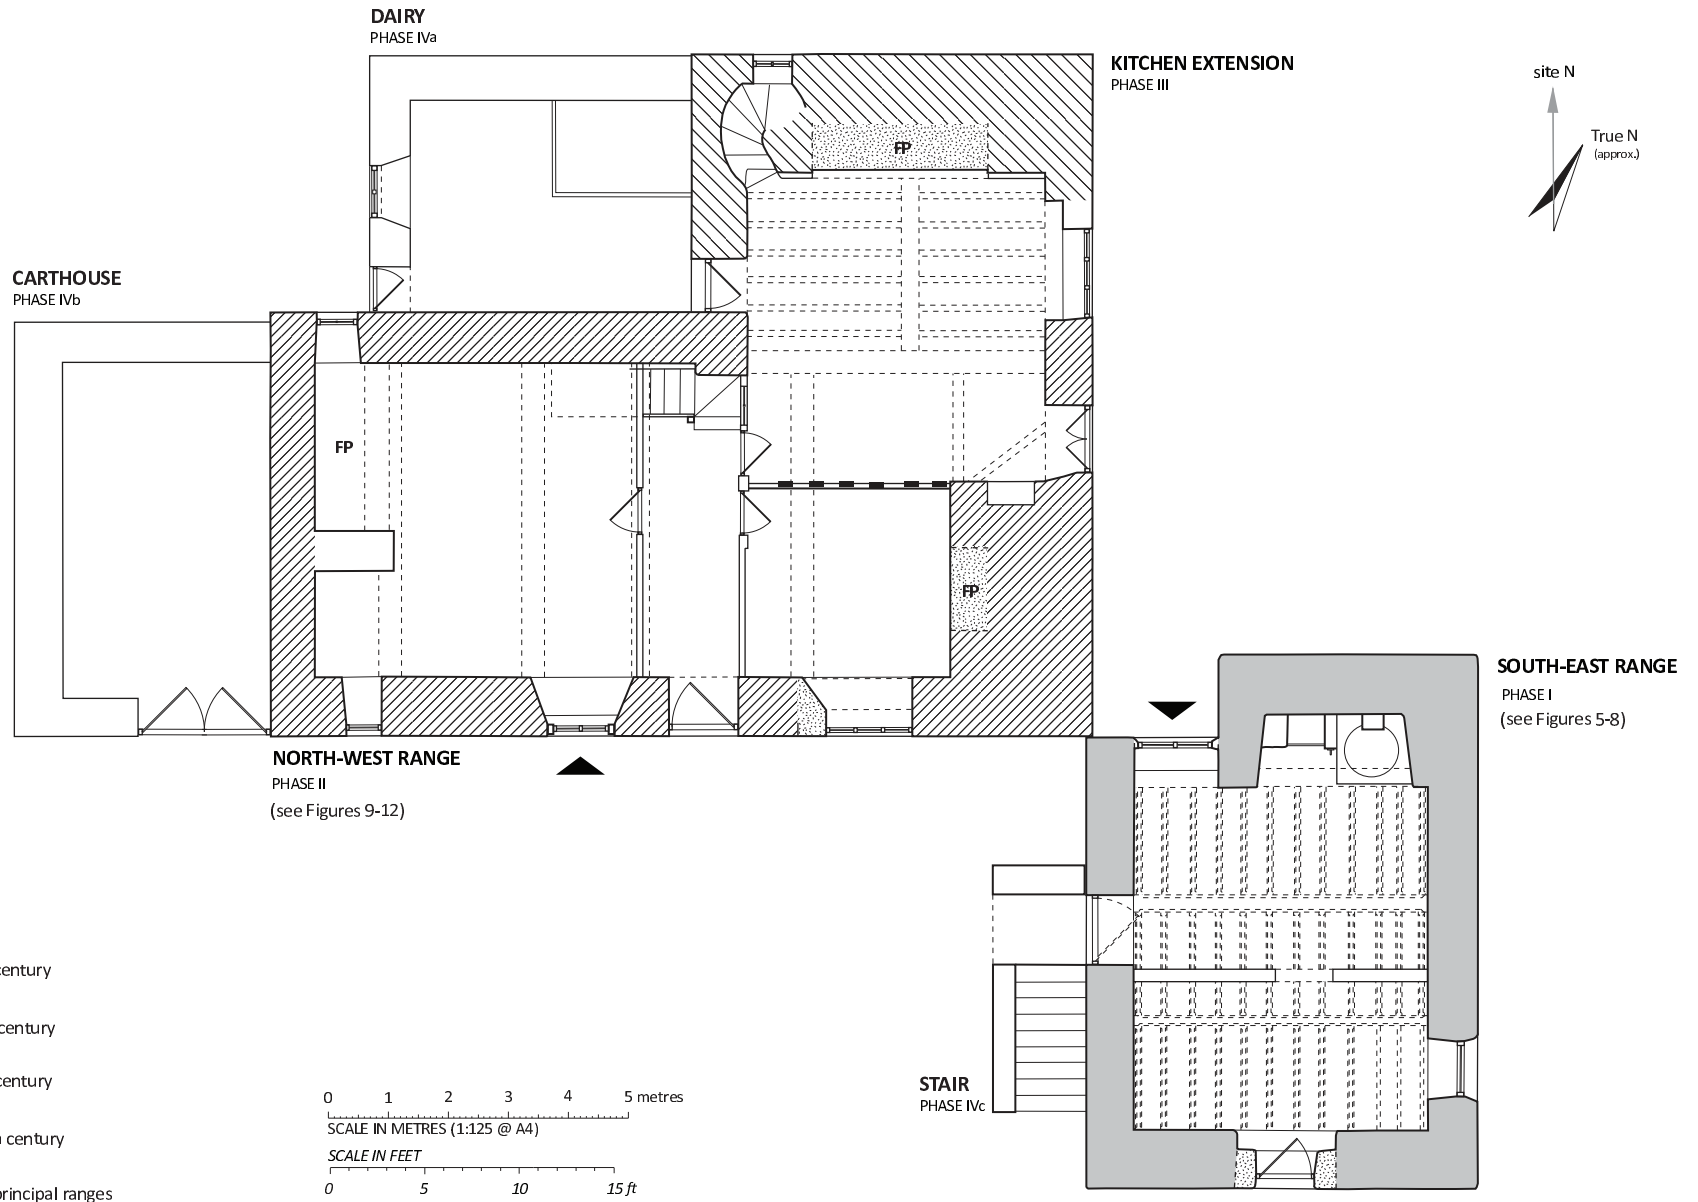 DAIRY
PHASE IVa
KITCHEN EXTENSION
PHASE III
site N
True N
(approx.)
FP
CARTHOUSE
PHASE IVb
FP
FP
NORTH-WEST RANGE
PHASE II
(see Figures 9-12)
SOUTH-EAST RANGE
PHASE I
(see Figures 5-8)
century
century
century
century
principal ranges
STAIR
PHASE IVc
0 1 2 3 4 5 metres
SCALE IN METRES (1:125 @ A4)
SCALE IN FEET
0 5 10 15 ft